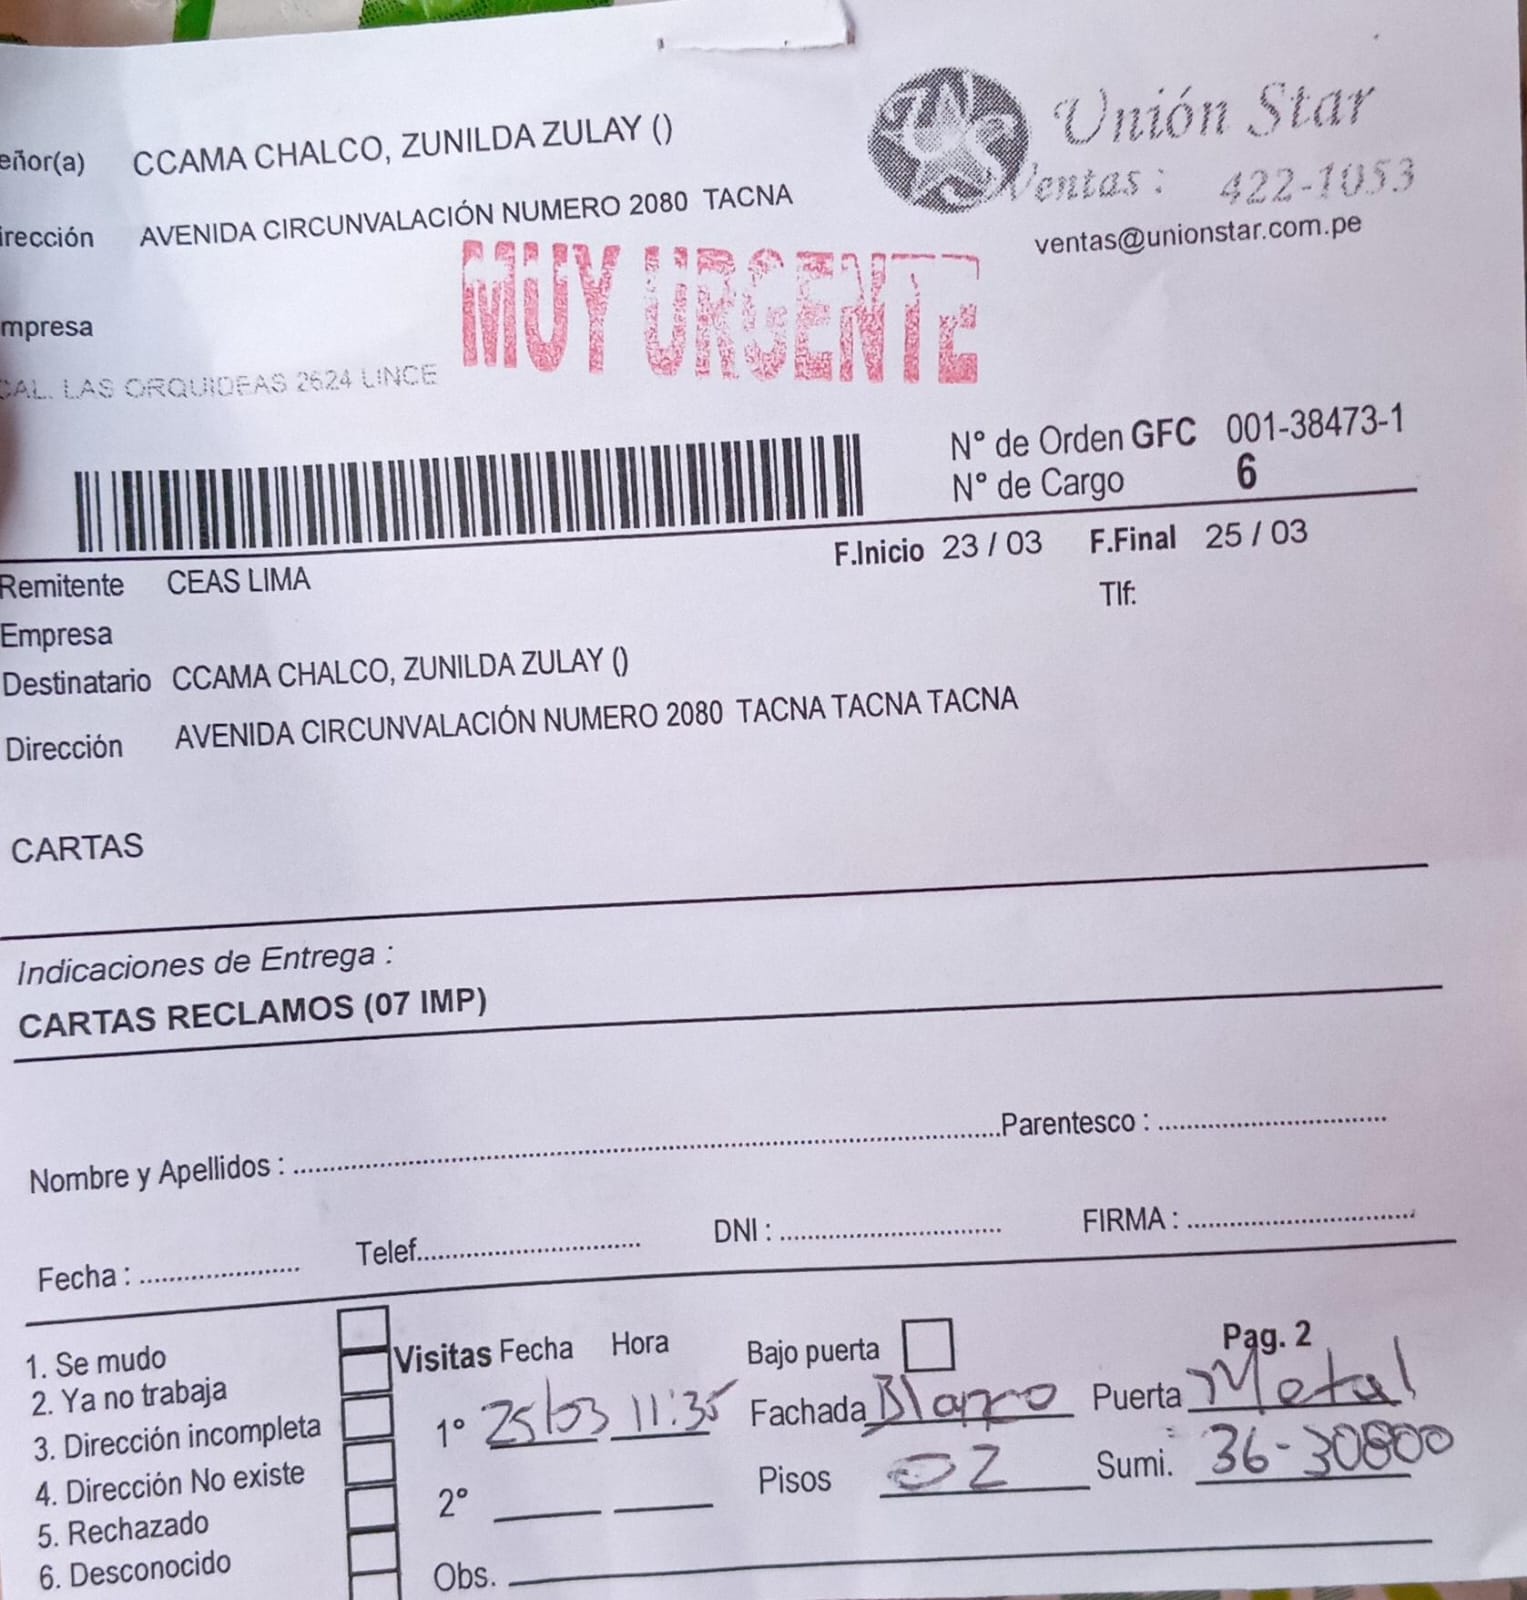 eñor(a) CCAMA CHALCO, ZUNILDA ZULAY ()
irección AVENIDA CIRCUNVALACIÓN NUMERO 2080 TACNA
Unión Star
Ventas : 422-1053
ventas@unionstar.com.pe
MUY URGENTE
mpresa
CAL. LAS ORQUIDEAS 2624 LINCE
N° de Orden GFC 001-38473-1
N° de Cargo 6
F.Inicio 23 / 03 F.Final 25 / 03
Remitente CEAS LIMA
Tlf:
Empresa
Destinatario CCAMA CHALCO, ZUNILDA ZULAY ()
Dirección AVENIDA CIRCUNVALACIÓN NUMERO 2080 TACNA TACNA TACNA
CARTAS
Indicaciones de Entrega :
CARTAS RECLAMOS (07 IMP)
Nombre y Apellidos : Parentesco :
Fecha : Telef. DNI : FIRMA :
1. Se mudo
2. Ya no trabaja
3. Dirección incompleta
4. Dirección No existe
5. Rechazado
6. Desconocido
Visitas Fecha Hora
1° 25/03 11:35
2°
Obs.
Bajo puerta
Pag. 2
Fachada Blanco Puerta Metal
Pisos 02 Sumi. 36-30800